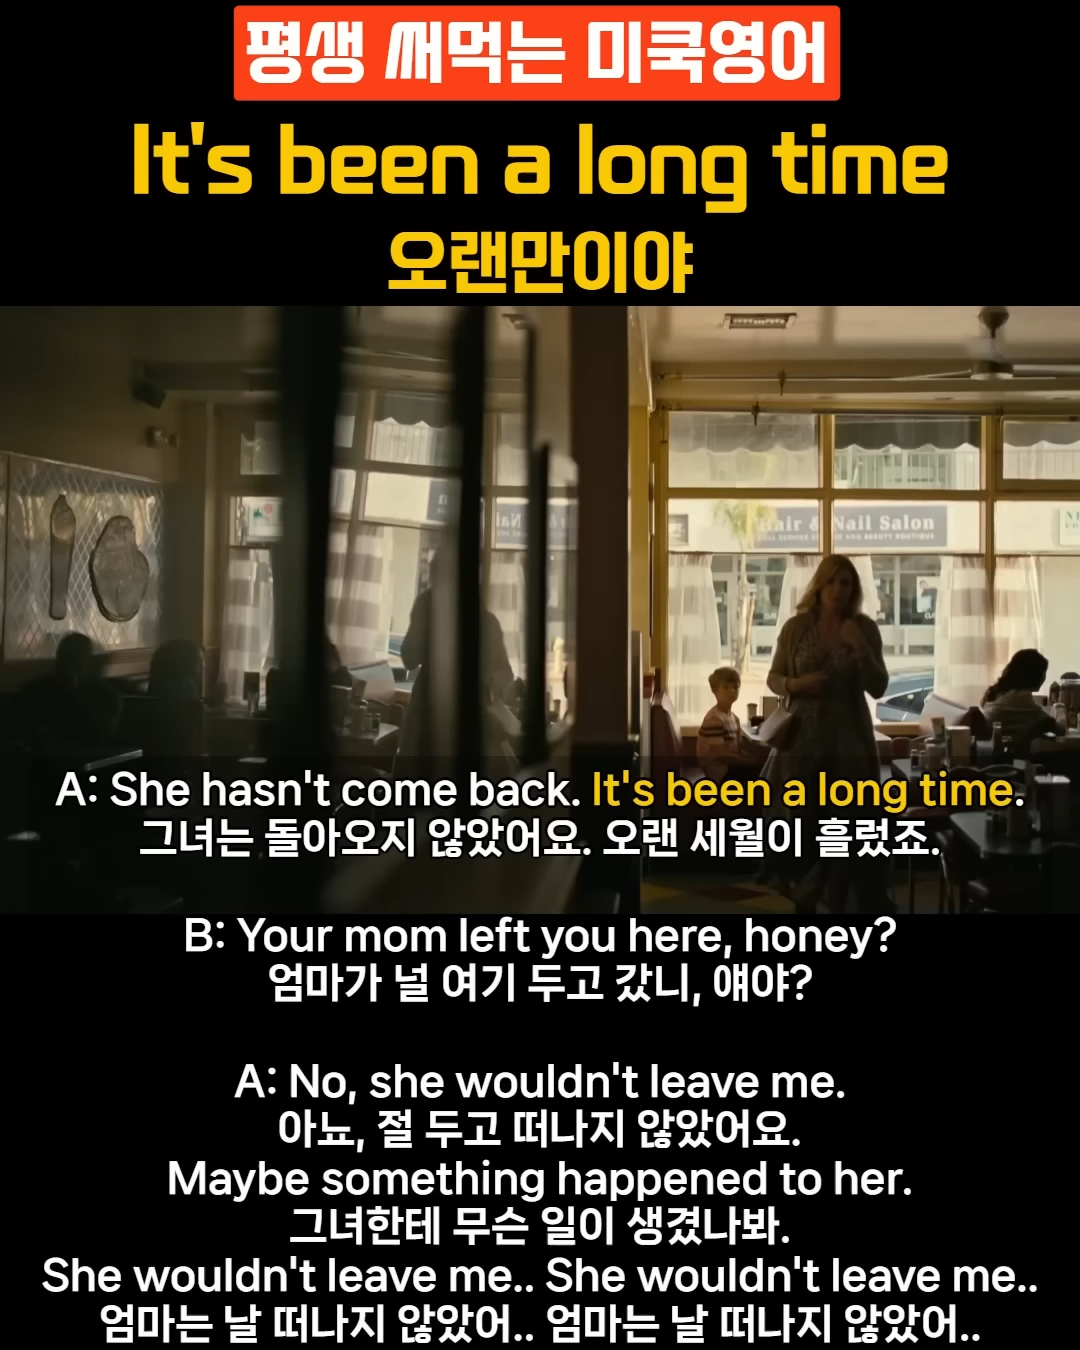 평생 써먹는 미쿡영어
It's been a long time
오랜만이야
Hair & Nail Salon
A: She hasn't come back. It's been a long time.
그녀는 돌아오지 않았어요. 오랜 세월이 흘렀죠.
B: Your mom left you here, honey?
엄마가 널 여기 두고 갔니, 얘야?
A: No, she wouldn't leave me.
아뇨, 절 두고 떠나지 않았어요.
Maybe something happened to her.
그녀한테 무슨 일이 생겼나봐.
She wouldn't leave me.. She wouldn't leave me..
엄마는 날 떠나지 않았어.. 엄마는 날 떠나지 않았어..